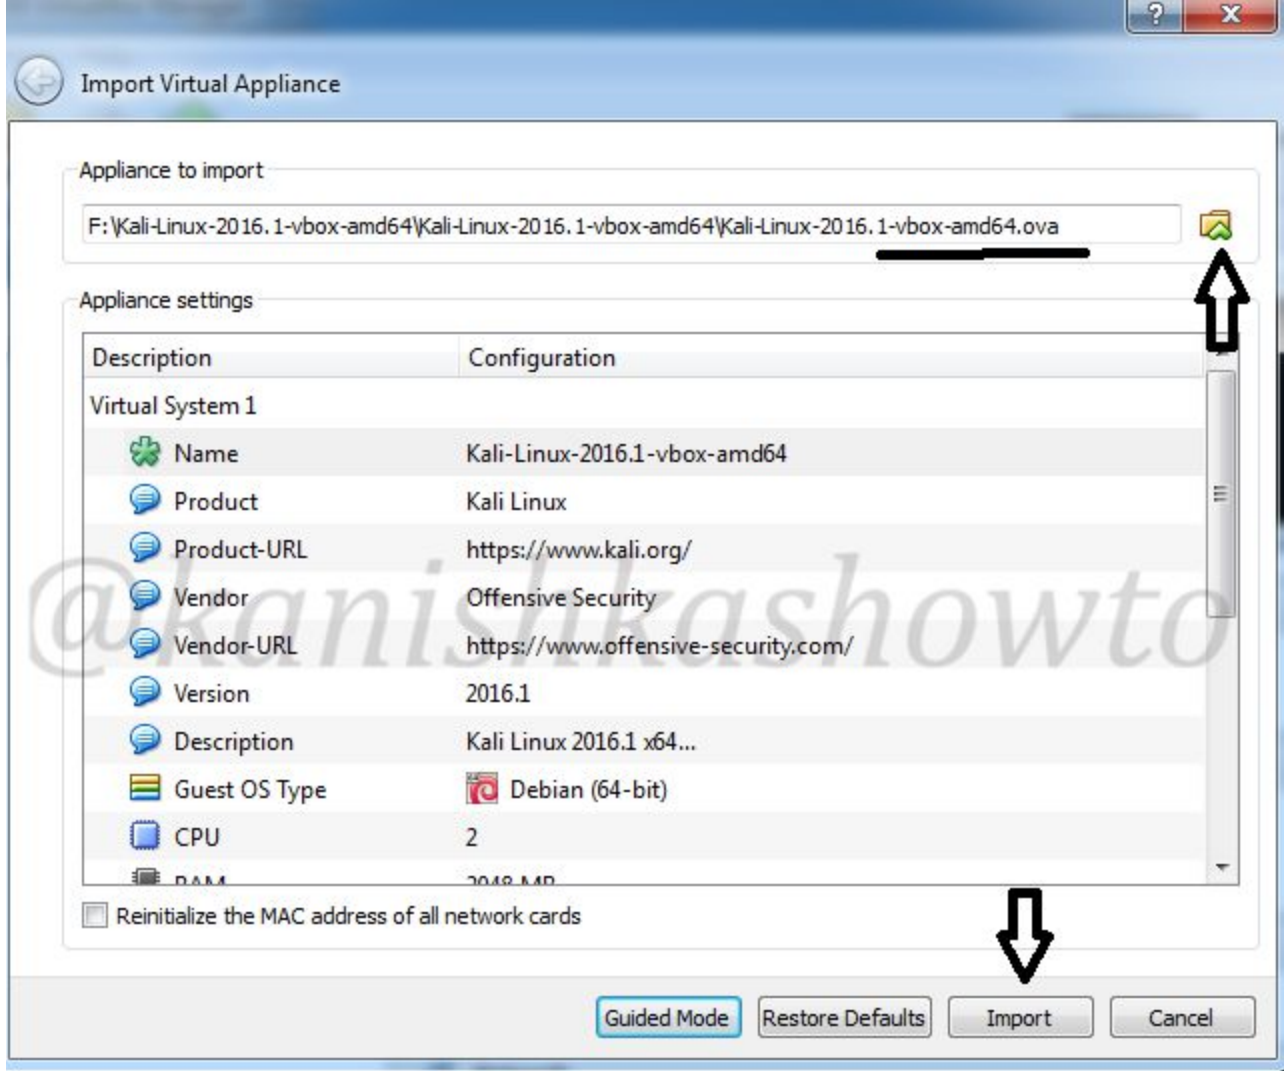 ?
x
Import Virtual Appliance
Appliance to import
F:\Kali-Linux-2016.1-vbox-amd64\Kali-Linux-2016.1-vbox-amd64\Kali-Linux-2016.1-vbox-amd64.ova
Appliance settings
Description Configuration
Virtual System 1
Name Kali-Linux-2016.1-vbox-amd64
Product Kali Linux
Product-URL https://www.kali.org/
@kanishkashowto
Vendor Offensive Security
Vendor-URL https://www.offensive-security.com/
Version 2016.1
Description Kali Linux 2016.1 x64...
Guest OS Type Debian (64-bit)
CPU 2
RAM 2048 MB
Reinitialize the MAC address of all network cards
Guided Mode Restore Defaults Import Cancel